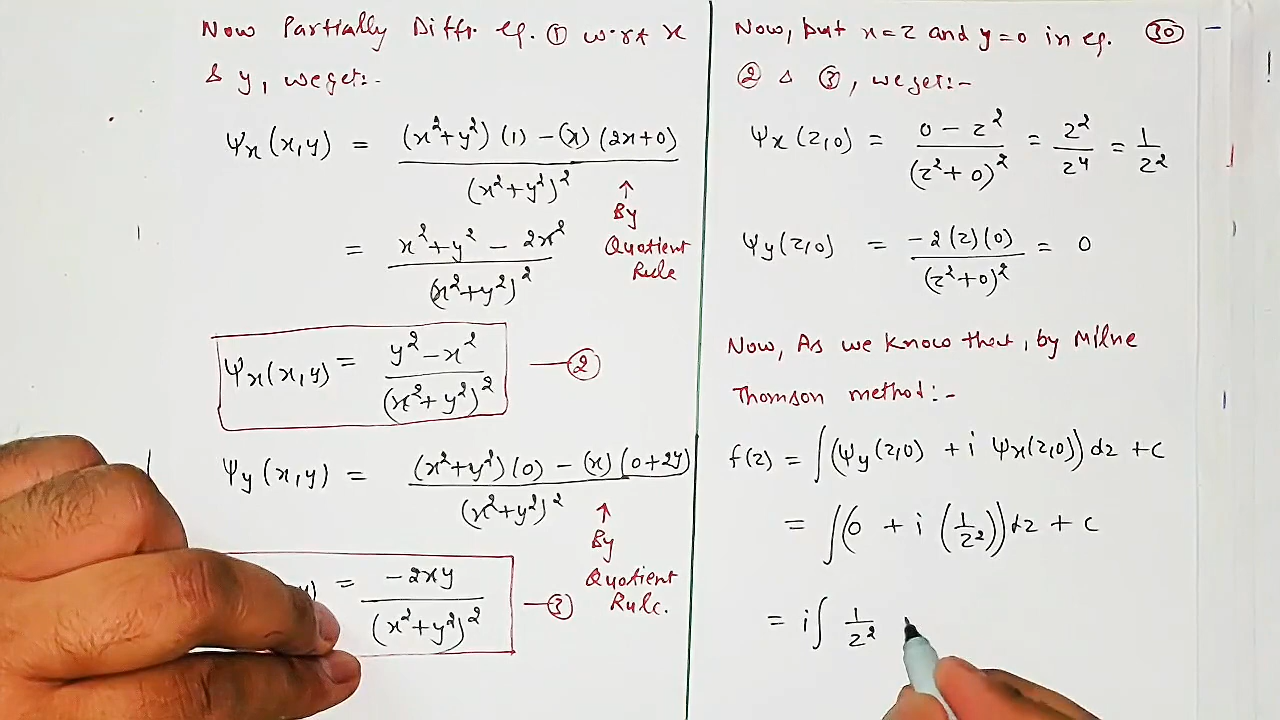 Now Partially Diff. eq. ① w.r.t x
& y, we get:-
ψx(x,y) = (x²+y²)(1) - (x)(2x+0) / (x²+y²)²
↑
By
Quotient
Rule
= x²+y² - 2x² / (x²+y²)²
ψx(x,y) = y² - x² / (x²+y²)² — ②
ψy(x,y) = (x²+y²)(0) - (x)(0+2y) / (x²+y²)²
↑
By
Quotient
Rule.
y) = -2xy / (x²+y²)² — ③
Now, put x=z and y=0 in eq. 30
② & ③, we get:-
ψx(z,0) = 0 - z² / (z²+0)² = z² / z⁴ = 1 / z²
ψy(z,0) = -2(z)(0) / (z²+0)² = 0
Now, As we know that, by Milne
Thomson method:-
f(z) = ∫(ψy(z,0) + i ψx(z,0)) dz + c
= ∫(0 + i (1/z²)) dz + c
= i∫ 1/z²